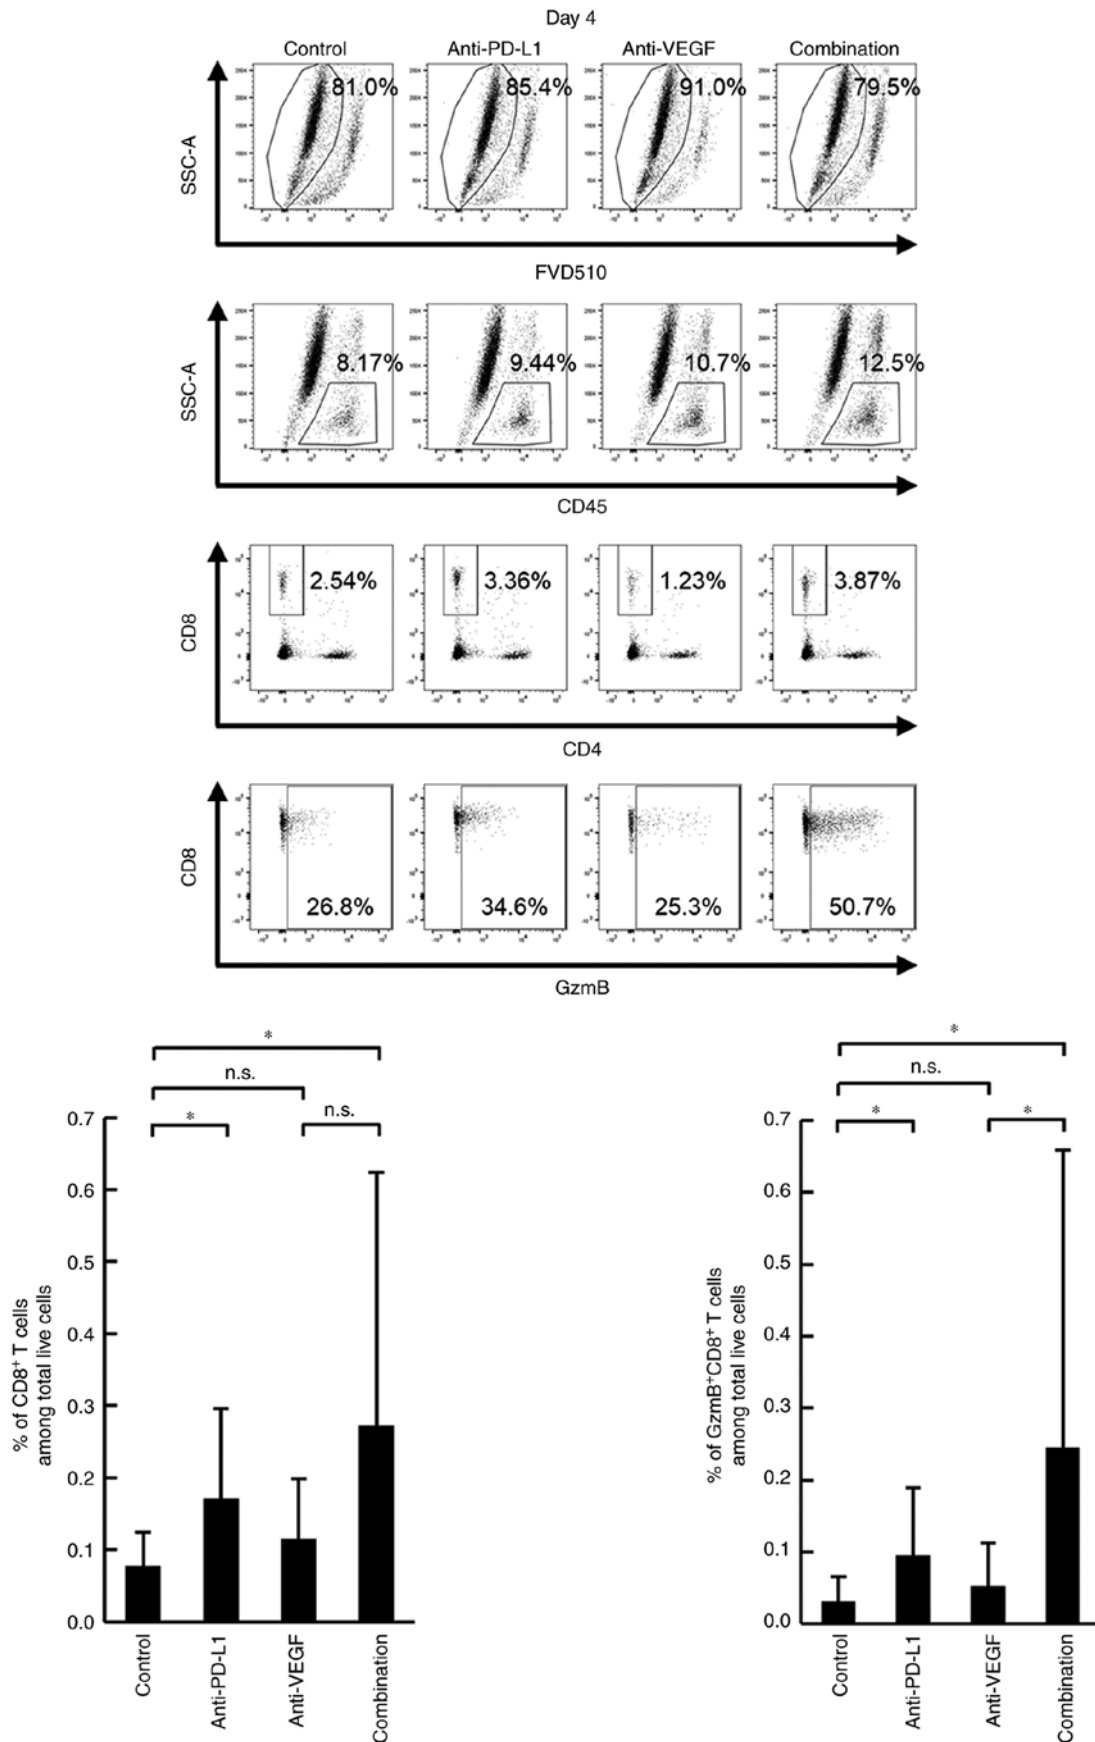 Day 4
Control Anti-PD-L1 Anti-VEGF Combination
81.0% 85.4% 91.0% 79.5%
SSC-A
FVD510
8.17% 9.44% 10.7% 12.5%
SSC-A
CD45
2.54% 3.36% 1.23% 3.87%
CD8
CD4
CD8
26.8% 34.6% 25.3% 50.7%
GzmB
*
n.s.
* n.s.
0.7
0.6
0.5
0.4
0.3
0.2
0.1
0.0
% of CD8⁺ T cells
among total live cells
Control
Anti-PD-L1
Anti-VEGF
Combination
*
n.s.
* *
0.7
0.6
0.5
0.4
0.3
0.2
0.1
0.0
% of GzmB⁺CD8⁺ T cells
among total live cells
Control
Anti-PD-L1
Anti-VEGF
Combination